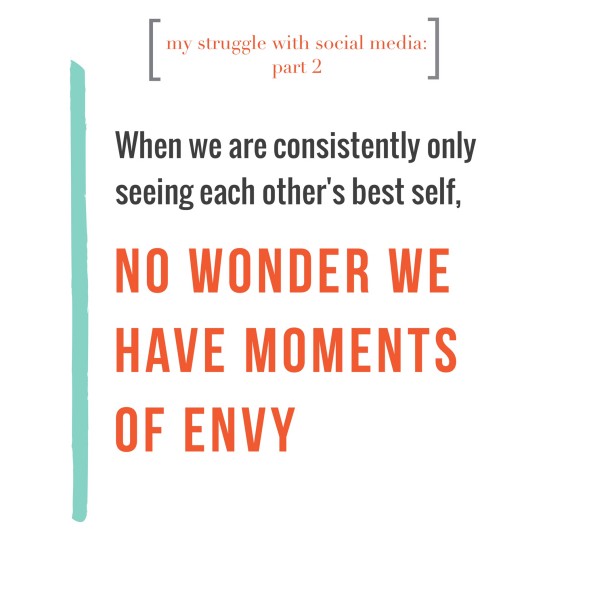 my struggle with social media:
part 2
When we are consistently only
seeing each other's best self,
NO WONDER WE
HAVE MOMENTS
OF ENVY